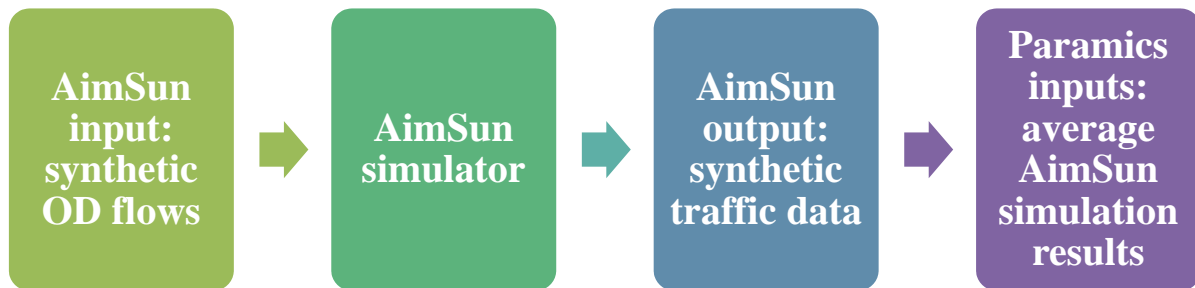 AimSun
input:
synthetic
OD flows
AimSun
simulator
AimSun
output:
synthetic
traffic data
Paramics
inputs:
average
AimSun
simulation
results